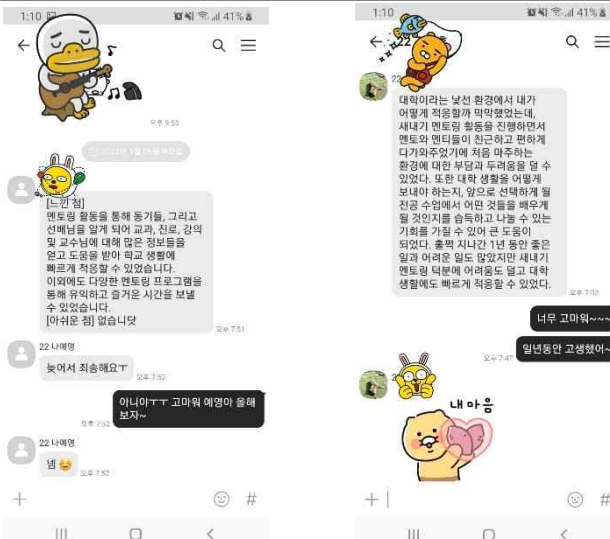 1:10
41%
오후 5:55
[느낀 점]
멘토링 활동을 통해 동기들, 그리고
선배님을 알게 되어 교과, 진로, 강의
및 교수님에 대해 많은 정보들을
얻고 도움을 받아 학교 생활에
빠르게 적응할 수 있었습니다.
이외에도 다양한 멘토링 프로그램을
통해 유익하고 즐거운 시간을 보낼
수 있었습니다.
[아쉬운 점] 없습니닷
오후 7:51
22 나예영
늦어서 죄송해요ㅜ
오후 7:52
아니야ㅜㅜ 고마워 예영아 올해
보자~
오후 7:52
22 나예영
넴
오후 7:52
1:10
41%
22
대학이라는 낯선 환경에서 내가
어떻게 적응할까 막막했었는데,
새내기 멘토링 활동을 진행하면서
멘토와 멘티들이 친근하고 편하게
다가와주었기에 처음 마주하는
환경에 대한 부담과 두려움을 덜 수
있었다. 또한 대학 생활을 어떻게
보내야 하는지, 앞으로 선택하게 될
전공 수업에서 어떤 것들을 배우게
될 것인지를 습득하고 나눌 수 있는
기회를 가질 수 있어 큰 도움이
되었다. 훌쩍 지나간 1년 동안 좋은
일과 어려운 일도 많았지만 새내기
멘토링 덕분에 어려움도 덜고 대학
생활에도 빠르게 적응할 수 있었다.
오후 7:02
너무 고마워~~~
일년동안 고생했어~
오후 7:47
내 마 음